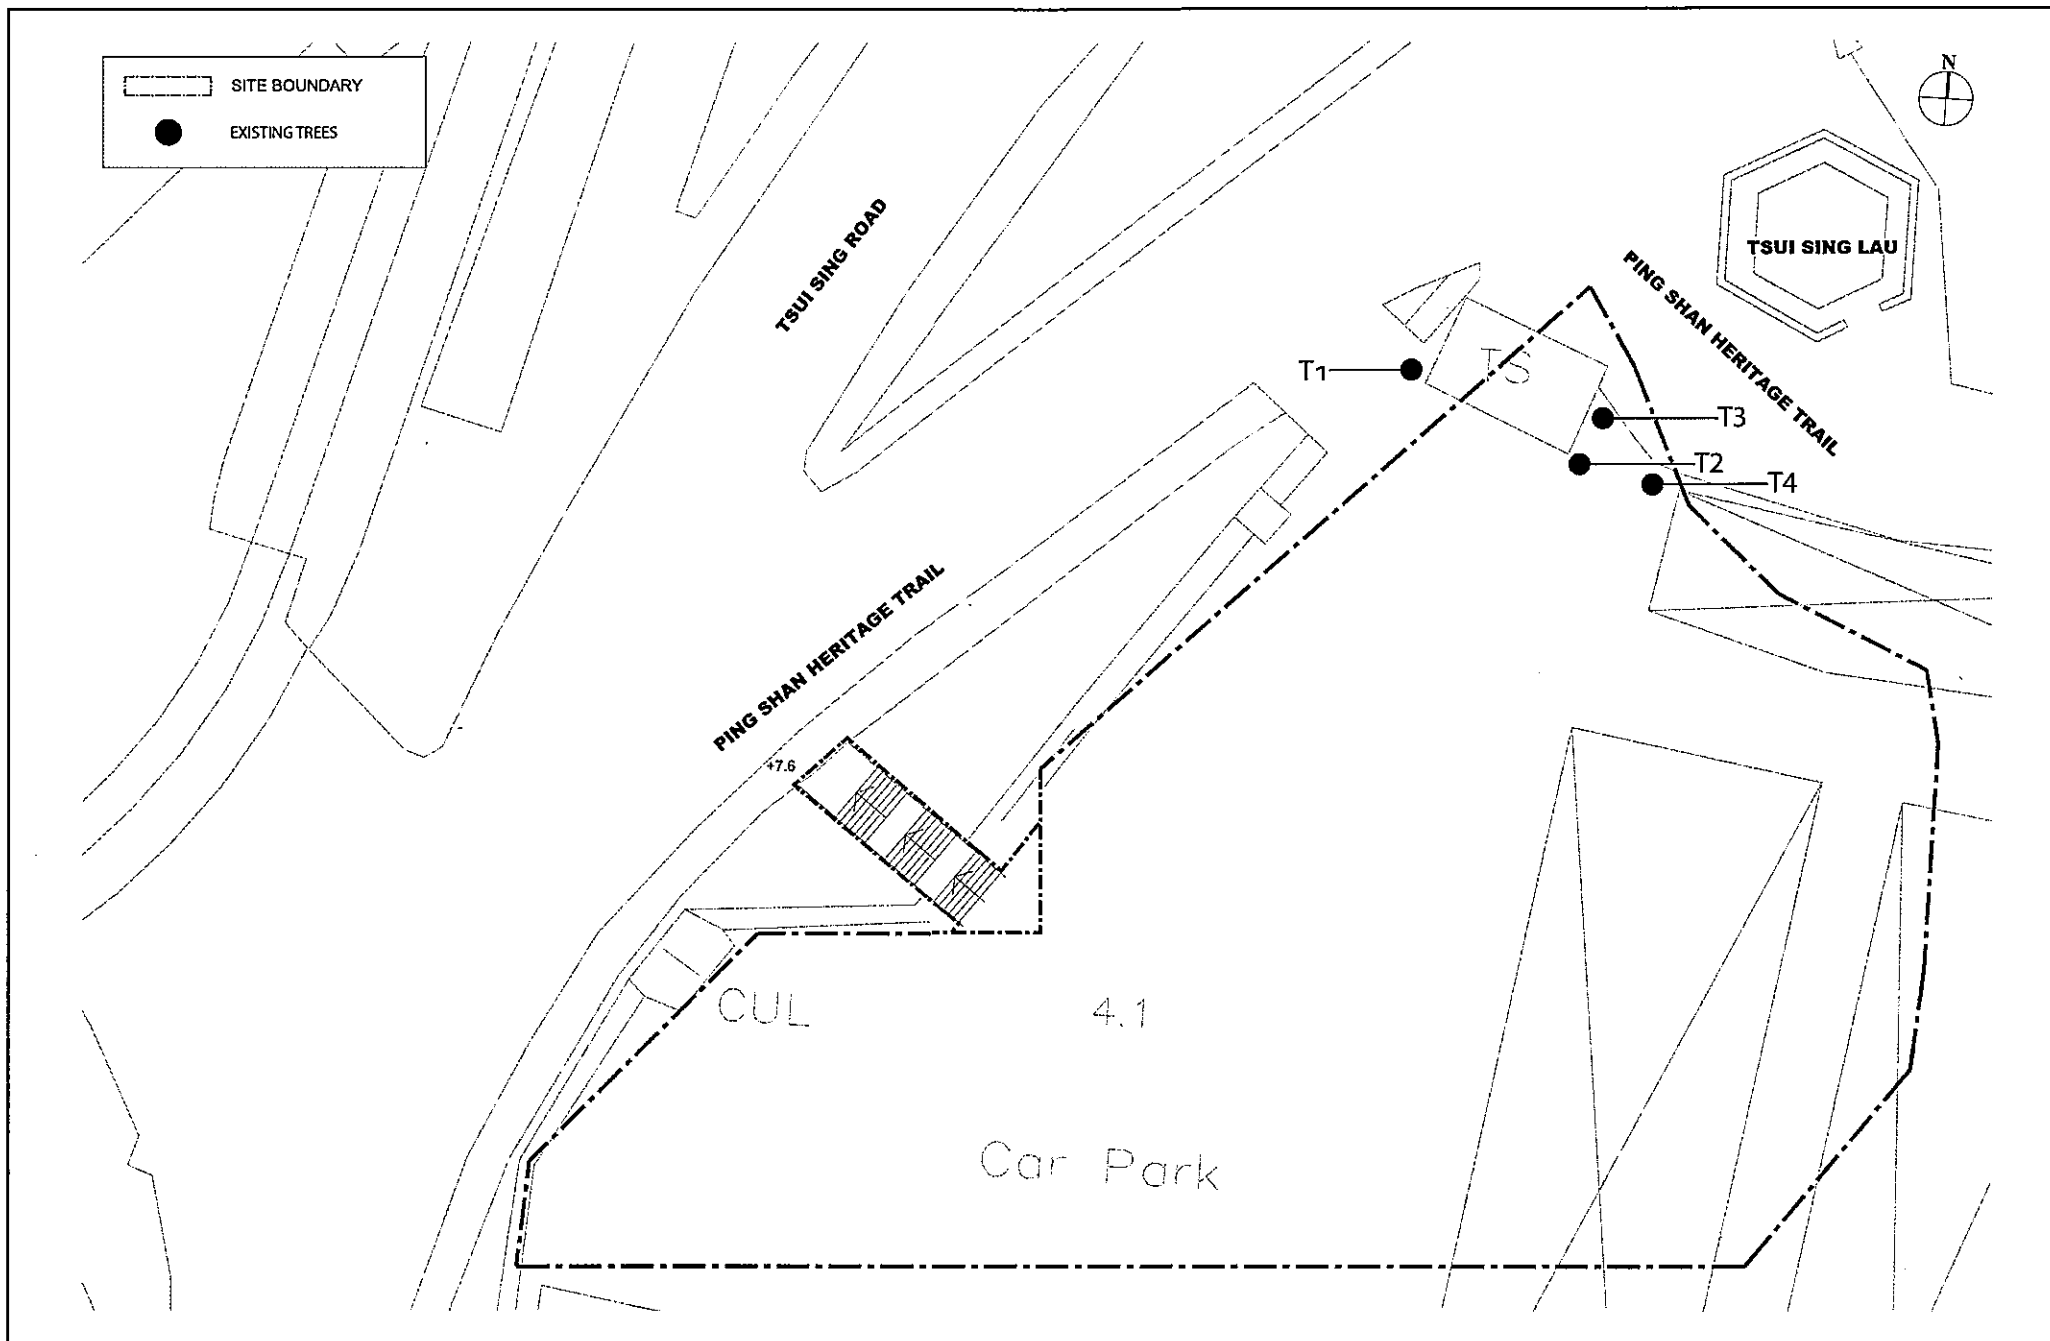 SITE BOUNDARY
EXISTING TREES
N
TSUI SING LAU
TSUI SING ROAD
PING SHAN HERITAGE TRAIL
TS
T1
T3
T2
T4
PING SHAN HERITAGE TRAIL
+7.6
CUL
4.1
Car Park